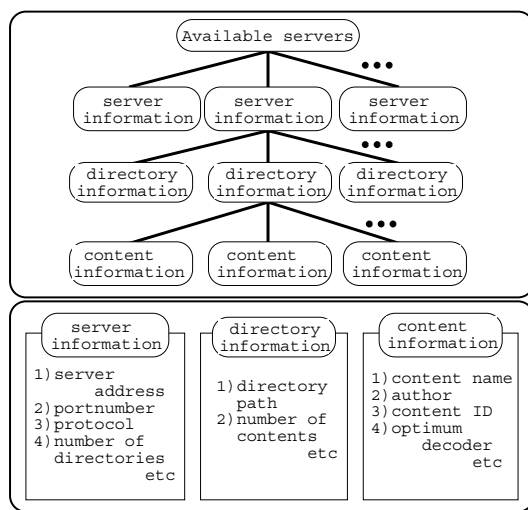 Available servers
•••
server information
server information
server information
•••
directory information
directory information
directory information
•••
content information
content information
content information
server information
1)server address
2)portnumber
3)protocol
4)number of directories
etc
directory information
1)directory path
2)number of contents
etc
content information
1)content name
2)author
3)content ID
4)optimum decoder
etc